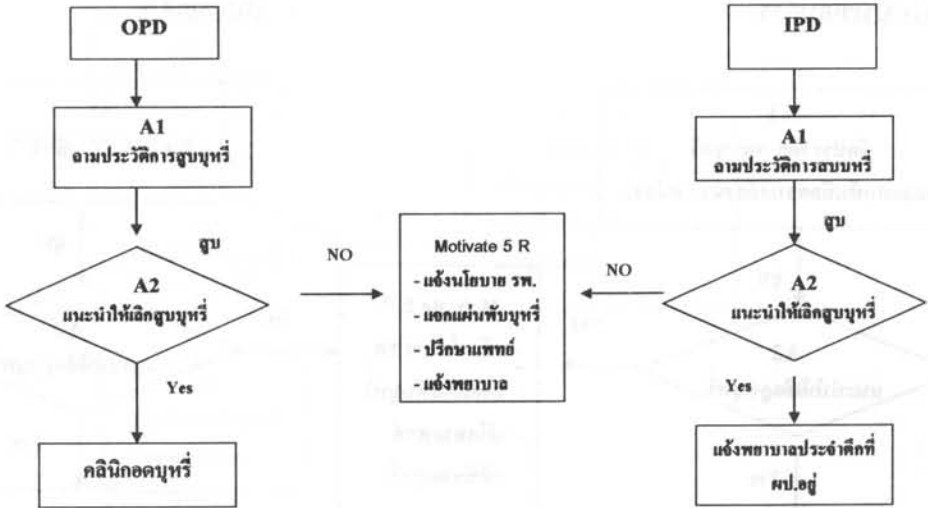 OPD
A1
ถามประวัติการสูบบุหรี่
สูบ
A2
แนะนำให้เลิกสูบบุหรี่
NO
Yes
คลินิกอดบุหรี่
Motivate 5 R
- แจ้งนโยบาย รพ.
- แจกแผ่นพับบุหรี่
- ปรึกษาแพทย์
- แจ้งพยาบาล
IPD
A1
ถามประวัติการสูบบุหรี่
สูบ
A2
แนะนำให้เลิกสูบบุหรี่
NO
Yes
แจ้งพยาบาลประจำตึกที่
ผป.อยู่